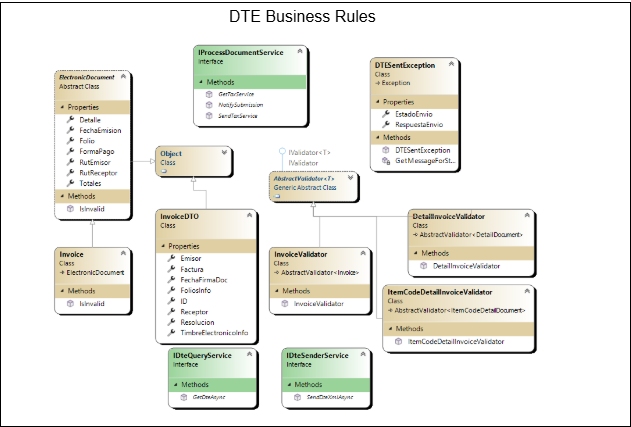 DTE Business Rules
IProcessDocumentService
Interface
Methods
GetTaxService
NotifySubmission
SendTaxService
DTESentException
Class
Exception
Properties
EstadoEnvio
RespuestaEnvio
Methods
DTESentException
GetMessageForSt...
ElectronicDocument
Abstract Class
Properties
Detalle
FechaEmision
Folio
FormaPago
RutEmisor
RutReceptor
Totales
Methods
IsInvalid
Object
Class
IValidator<T>
IValidator
AbstractValidator<T>
Generic Abstract Class
Invoice
Class
ElectronicDocument
Methods
IsInvalid
InvoiceDTO
Class
Properties
Emisor
Factura
FechaFirmaDoc
FoliosInfo
ID
Receptor
Resolucion
TimbreElectronicoInfo
InvoiceValidator
Class
AbstractValidator<Invoice>
Methods
InvoiceValidator
DetailInvoiceValidator
Class
AbstractValidator<DetailDocument>
Methods
DetailInvoiceValidator
ItemCodeDetailInvoiceValidator
Class
AbstractValidator<ItemCodeDetailDocument>
Methods
ItemCodeDetailInvoiceValidator
IDteQueryService
Interface
Methods
GetDteAsync
IDteSenderService
Interface
Methods
SendDteXmlAsync